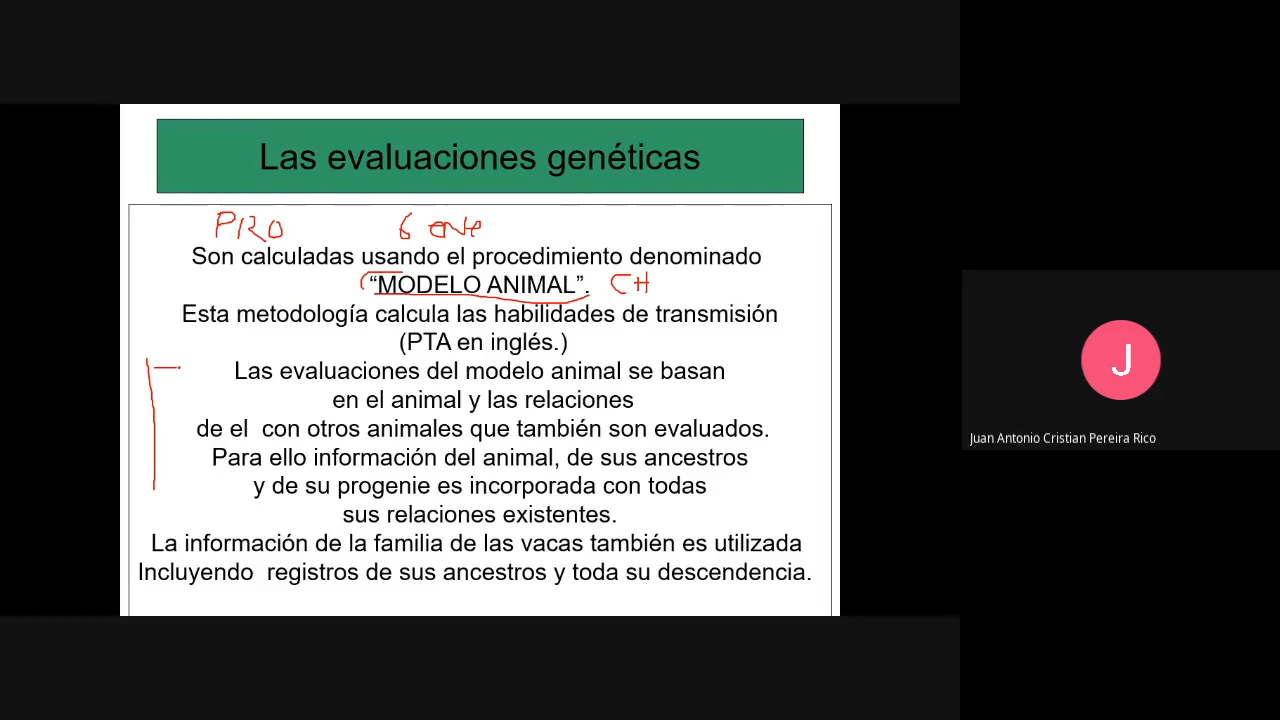 Las evaluaciones genéticas
PRO 6 ene
Son calculadas usando el procedimiento denominado
“MODELO ANIMAL”. CH
Esta metodología calcula las habilidades de transmisión
(PTA en inglés.)
Las evaluaciones del modelo animal se basan
en el animal y las relaciones
de el con otros animales que también son evaluados.
Para ello información del animal, de sus ancestros
y de su progenie es incorporada con todas
sus relaciones existentes.
La información de la familia de las vacas también es utilizada
Incluyendo registros de sus ancestros y toda su descendencia.
J
Juan Antonio Cristian Pereira Rico